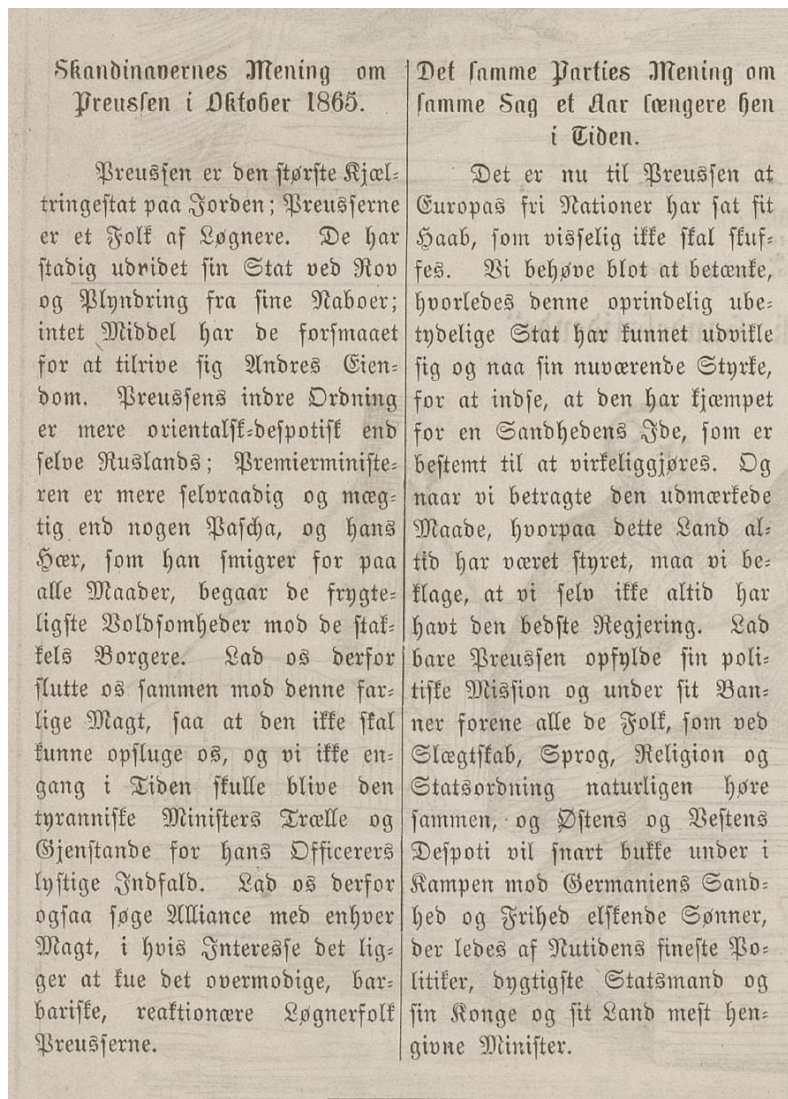 Skandinavernes Mening om
Preussen i Oktober 1865.
Preussen er den største Kjæl-
tringestat paa Jorden; Preusserne
er et Folk af Løgnere. De har
stadig udvidet sin Stat ved Rov
og Plyndring fra sine Naboer;
intet Middel har de forsmaaet
for at tilrive sig Andres Eien-
dom. Preussens indre Ordning
er mere orientalsk-despotisk end
selve Ruslands; Premierministe-
ren er mere selvraadig og mæg-
tig end nogen Pascha, og hans
Hær, som han smigrer for paa
alle Maader, begaar de frygte-
ligste Voldsomheder mod de stak-
kels Borgere. Lad os derfor
slutte os sammen mod denne far-
lige Magt, saa at den ikke skal
kunne opsluge os, og vi ikke en-
gang i Tiden skulle blive den
tyranniske Ministers Trælle og
Gjenstande for hans Officerers
lystige Indfald. Lad os derfor
ogsaa søge Alliance med enhver
Magt, i hvis Interesse det lig-
ger at kue det overmodige, bar-
bariske, reaktionære Løgnerfolk
Preusserne.
Det samme Parties Mening om
samme Sag et Aar længere hen
i Tiden.
Det er nu til Preussen at
Europas fri Nationer har sat sit
Haab, som visselig ikke skal skuf-
fes. Vi behøve blot at betænke,
hvorledes denne oprindelig ube-
tydelige Stat har kunnet udvikle
sig og naa sin nuværende Styrke,
for at indse, at den har kjæmpet
for en Sandhedens Ide, som er
bestemt til at virkeliggjøres. Og
naar vi betragte den udmærkede
Maade, hvorpaa dette Land al-
tid har været styret, maa vi be-
klage, at vi selv ikke altid har
havt den bedste Regjering. Lad
bare Preussen opfylde sin poli-
tiske Mission og under sit Ban-
ner forene alle de Folk, som ved
Slægtskab, Sprog, Religion og
Statsordning naturligen høre
sammen, og Østens og Vestens
Despoti vil snart bukke under i
Kampen mod Germaniens Sand-
hed og Frihed elskende Sønner,
der ledes af Nutidens fineste Po-
litiker, dygtigste Statsmand og
sin Konge og sit Land mest hen-
givne Minister.